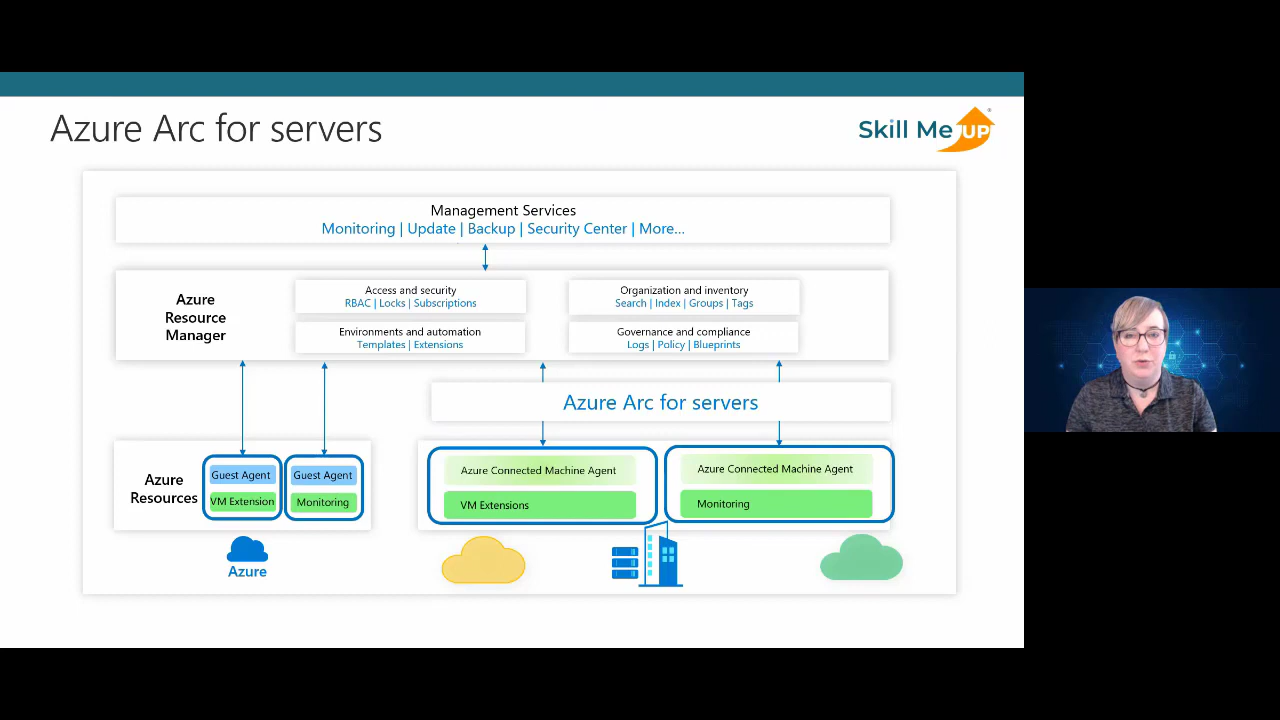 Azure Arc for servers
Skill Me UP
Management Services
Monitoring | Update | Backup | Security Center | More...
Azure
Resource
Manager
Access and security
RBAC | Locks | Subscriptions
Organization and inventory
Search | Index | Groups | Tags
Environments and automation
Templates | Extensions
Governance and compliance
Logs | Policy | Blueprints
Azure Arc for servers
Azure
Resources
Guest Agent
VM Extension
Guest Agent
Monitoring
Azure Connected Machine Agent
VM Extensions
Azure Connected Machine Agent
Monitoring
Azure